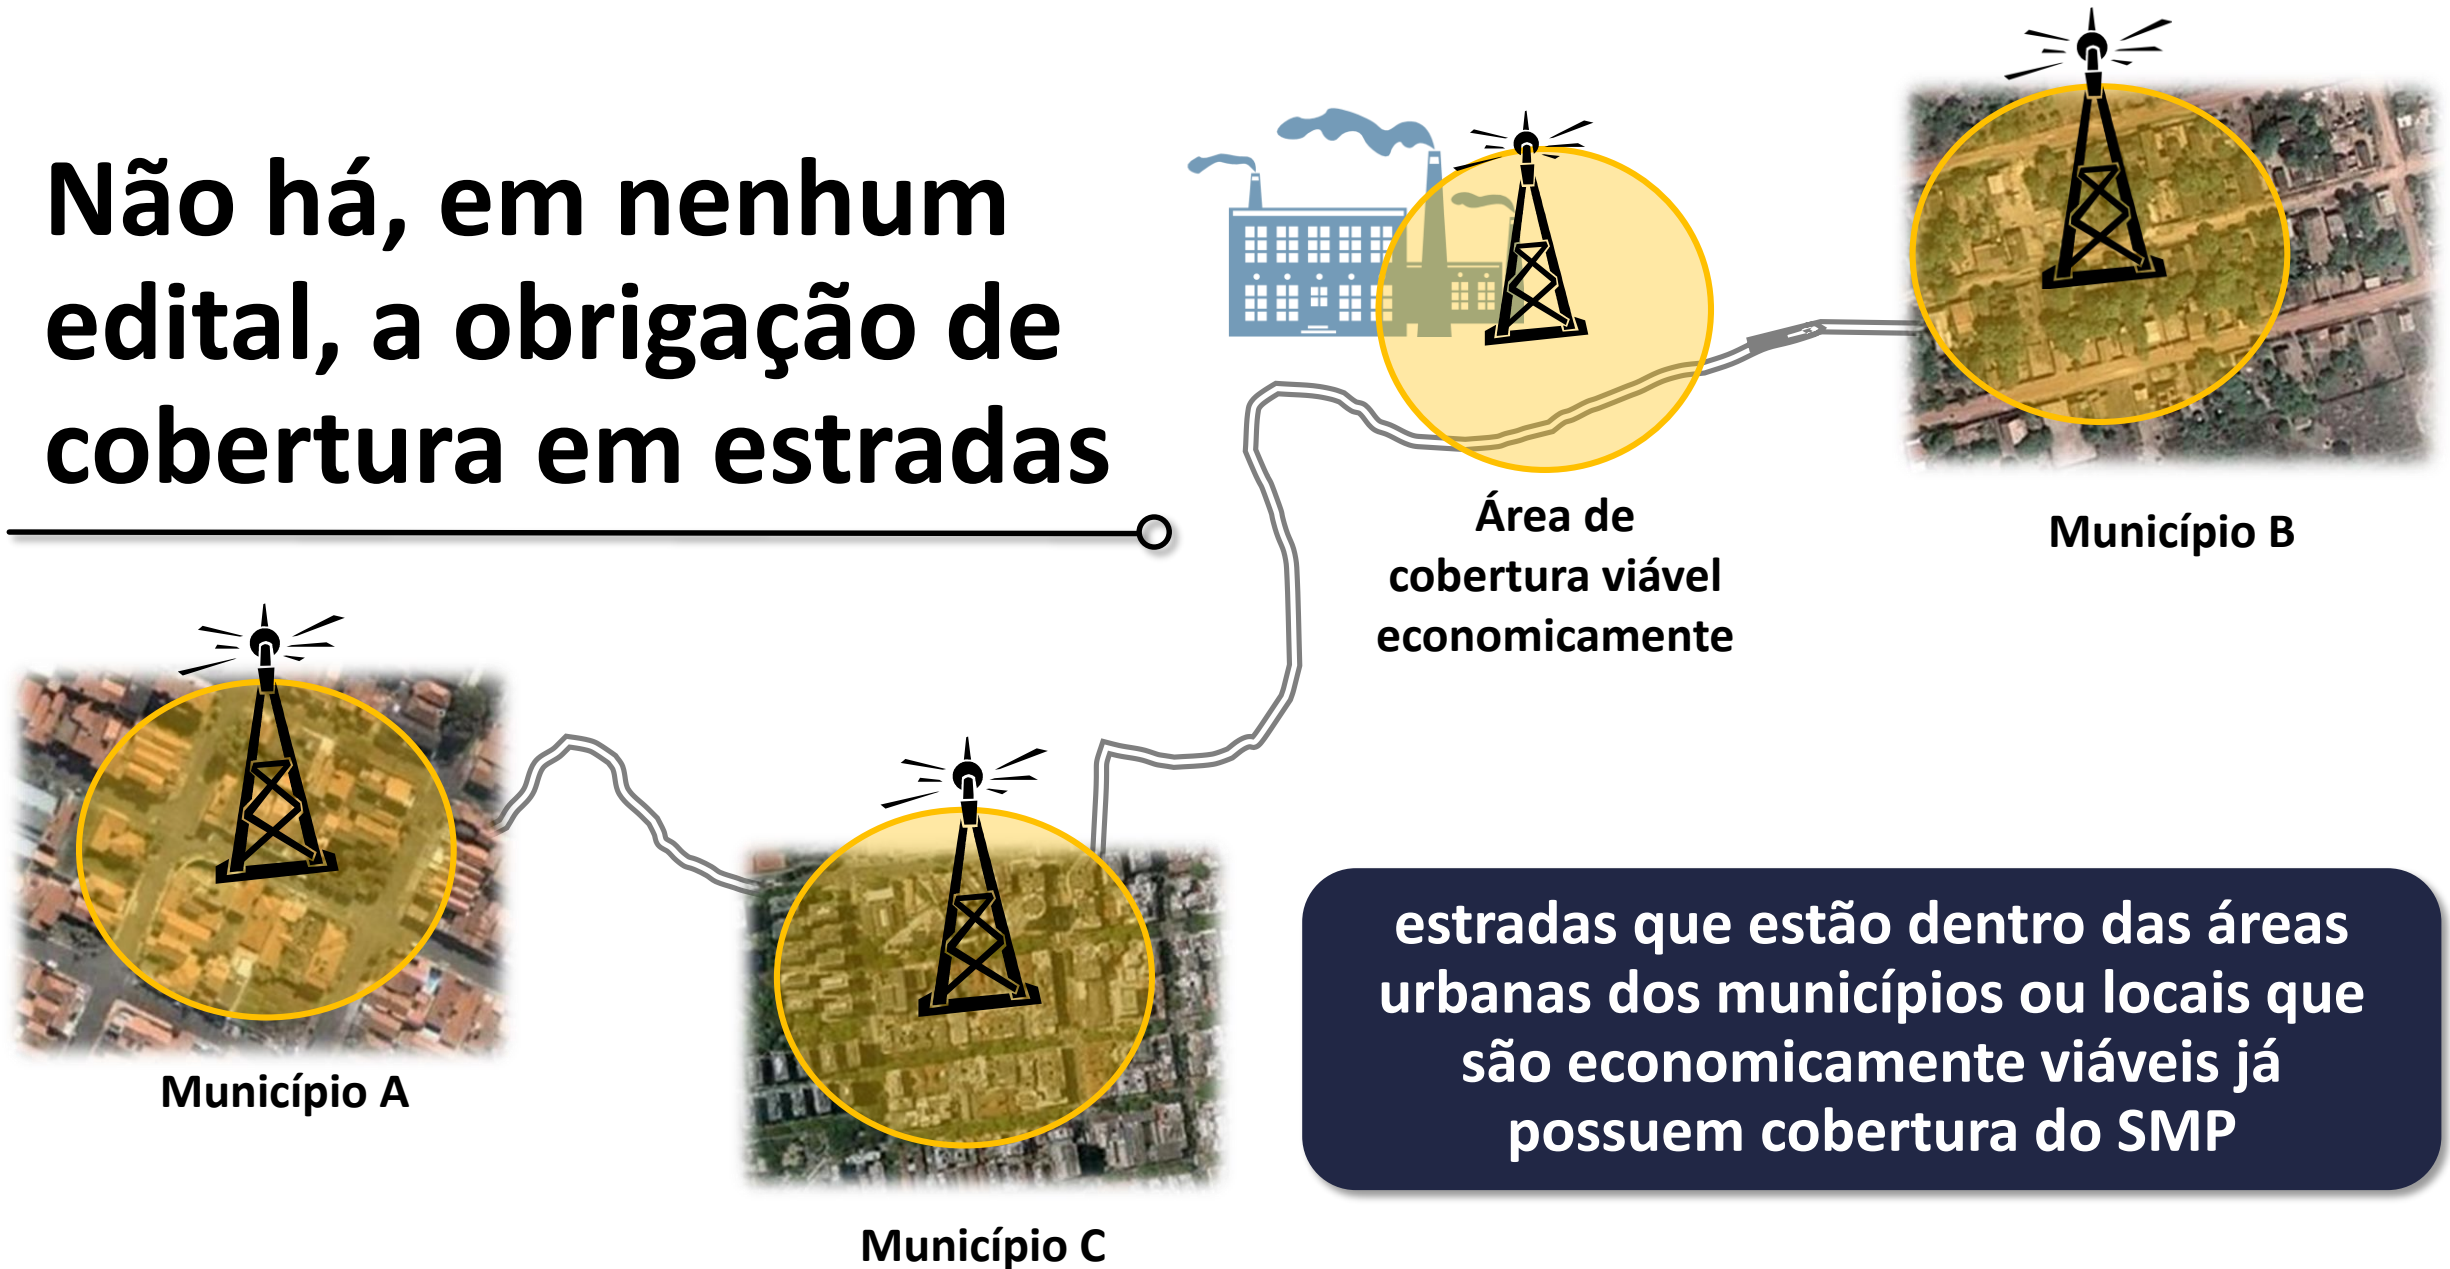 Não há, em nenhum
edital, a obrigação de
cobertura em estradas
Área de
cobertura viável
economicamente
Município B
Município A
Município C
estradas que estão dentro das áreas
urbanas dos municípios ou locais que
são economicamente viáveis já
possuem cobertura do SMP